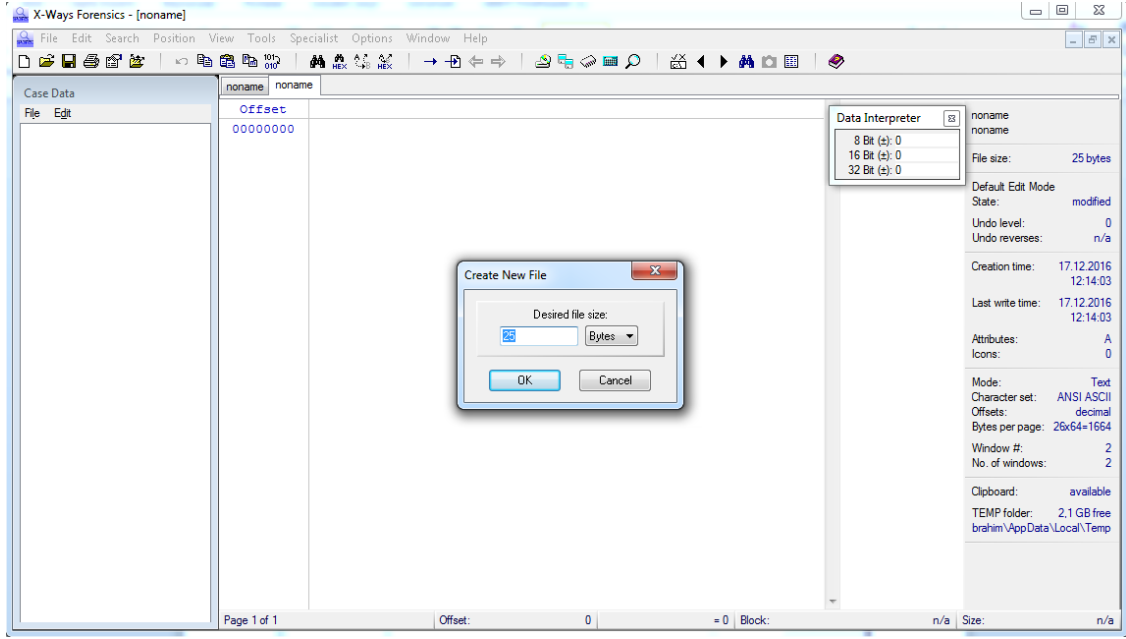 X-Ways Forensics - [noname]
File Edit Search Position View Tools Specialist Options Window Help
Case Data
File Edit
noname noname
Offset
00000000
Data Interpreter
8 Bit (±): 0
16 Bit (±): 0
32 Bit (±): 0
Create New File
Desired file size:
25 Bytes
OK Cancel
noname
noname
File size: 25 bytes
Default Edit Mode
State: modified
Undo level: 0
Undo reverses: n/a
Creation time: 17.12.2016
12:14:03
Last write time: 17.12.2016
12:14:03
Attributes: A
Icons: 0
Mode: Text
Character set: ANSI ASCII
Offsets: decimal
Bytes per page: 26x64=1664
Window #: 2
No. of windows: 2
Clipboard: available
TEMP folder: 2,1 GB free
brahim\AppData\Local\Temp
Page 1 of 1 Offset: 0 = 0 Block: n/a Size: n/a